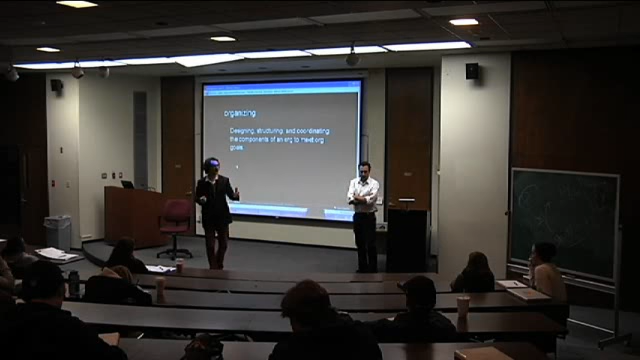 organizing
Designing, structuring, and coordinating
the components of an org to meet org
goals